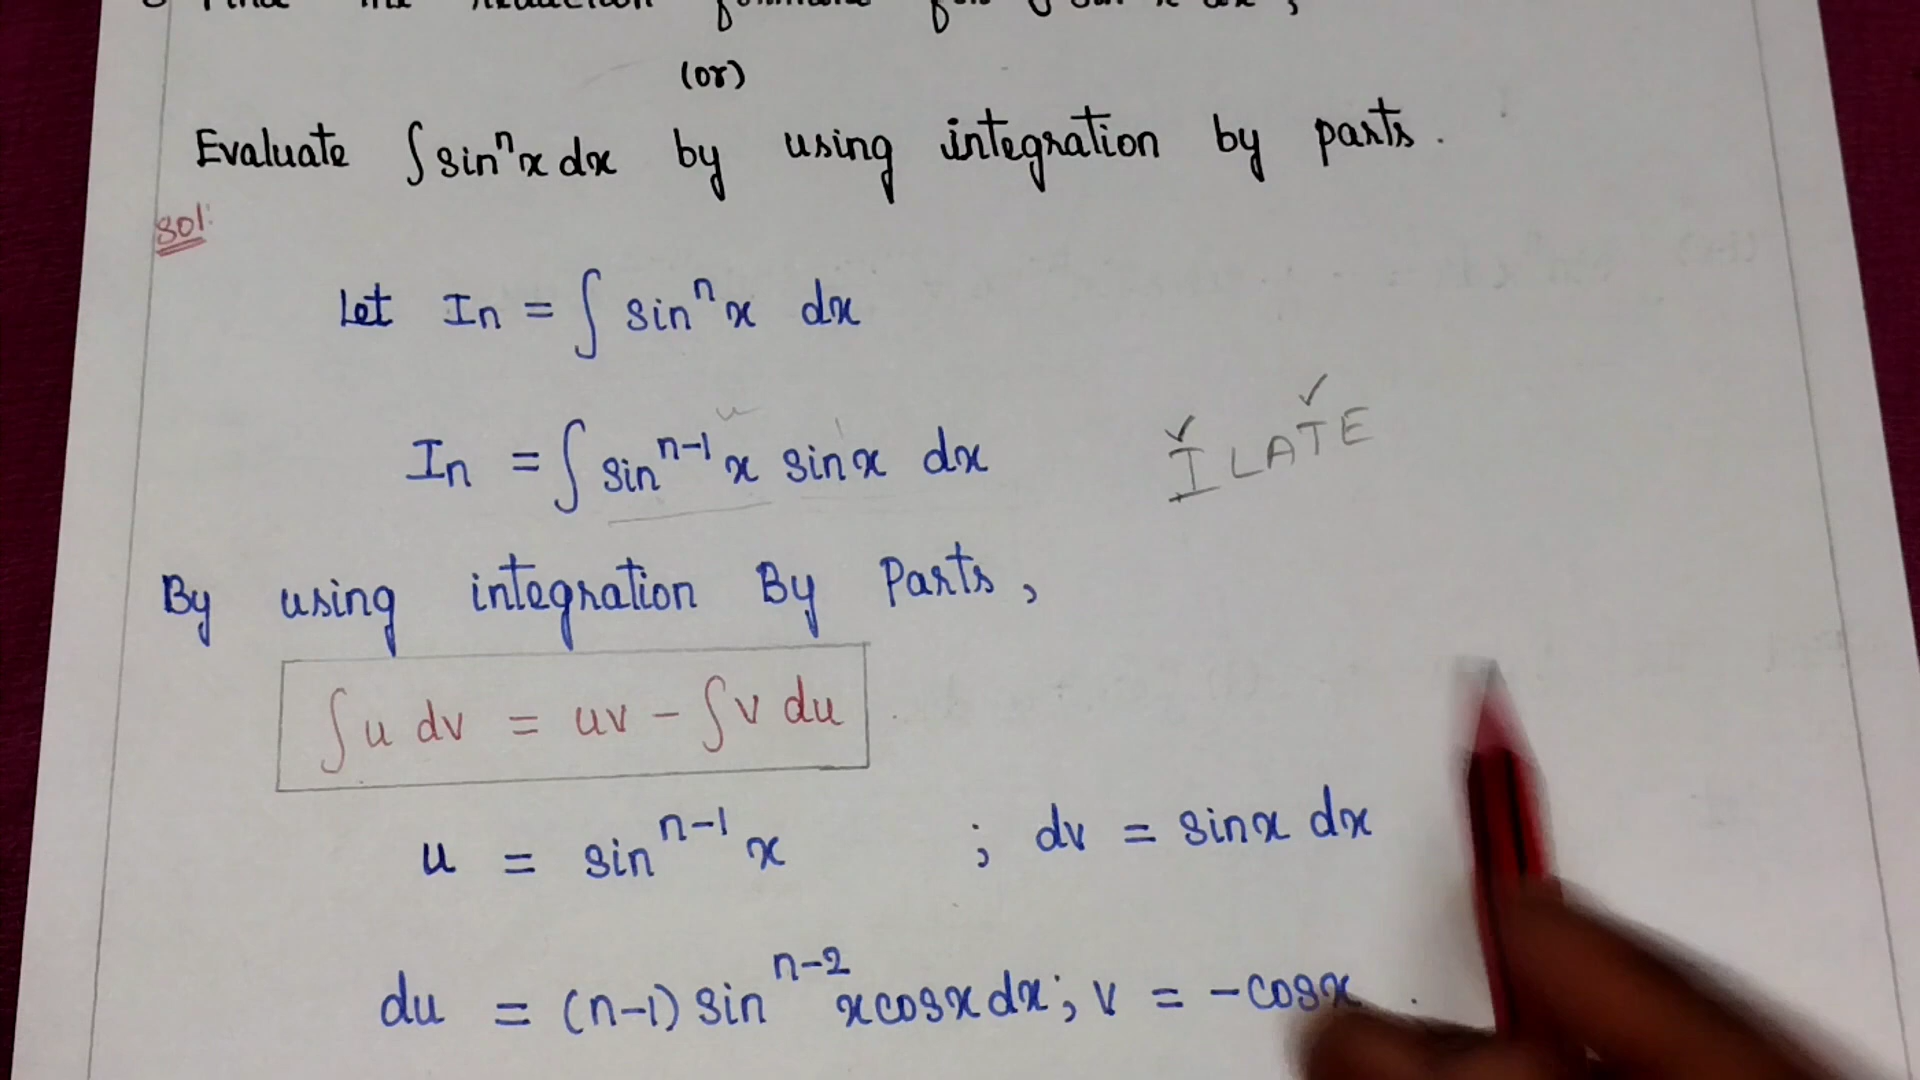 (or)
Evaluate ∫ sinⁿx dx by using integration by parts.
Sol:
Let In = ∫ sinⁿx dx
u
In = ∫ sinⁿ⁻¹x sinx dx
✓ ✓
ILATE
By using integration By Parts,
∫u dv = uv - ∫v du
u = sinⁿ⁻¹x ; dv = sinx dx
du = (n-1) sinⁿ⁻²x cosx dx; v = -cosx.